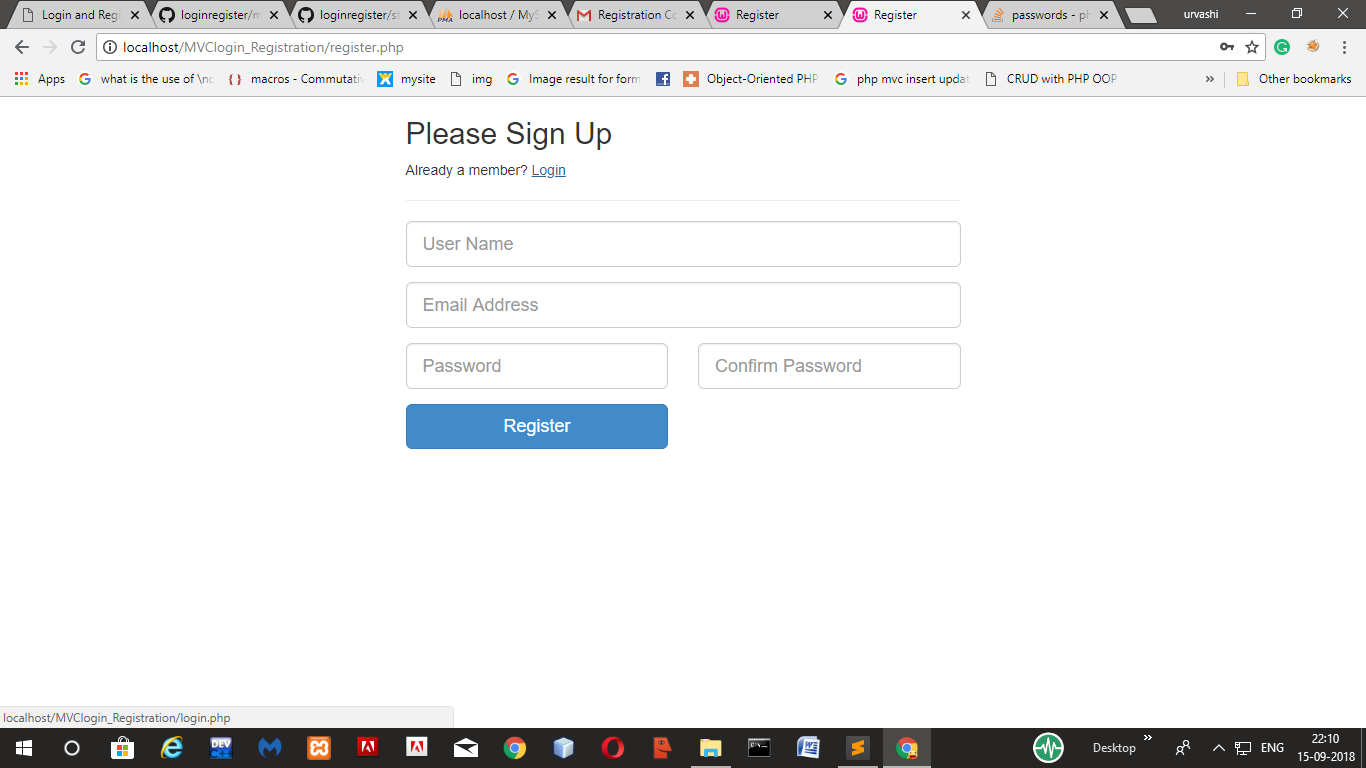 Login and Regi
loginregister/m
loginregister/st
localhost / MyS
Registration Co
Register
Register
passwords - ph
urvashi
localhost/MVClogin_Registration/register.php
Apps
what is the use of \nc
macros - Commutativ
mysite
img
Image result for form
Object-Oriented PHP
php mvc insert updat
CRUD with PHP OOP
»
Other bookmarks
Please Sign Up
Already a member? Login
User Name
Email Address
Password
Confirm Password
Register
localhost/MVClogin_Registration/login.php
DEV
Desktop
»
ENG
22:10
15-09-2018